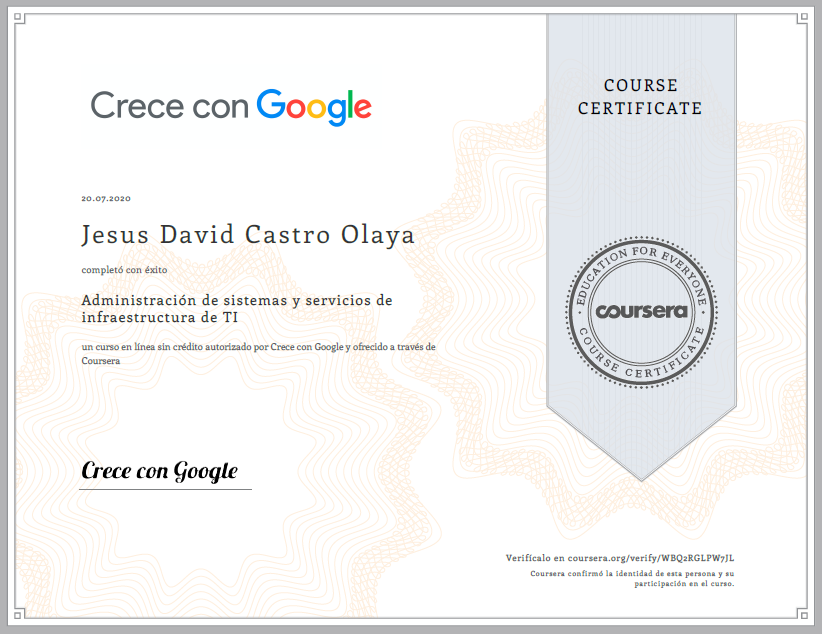 Crece con Google
COURSE
CERTIFICATE
20.07.2020
Jesus David Castro Olaya
completó con éxito
Administración de sistemas y servicios de
infraestructura de TI
un curso en línea sin crédito autorizado por Crece con Google y ofrecido a través de
Coursera
EDUCATION FOR EVERYONE
coursera
COURSE CERTIFICATE
Crece con Google
Verifícalo en coursera.org/verify/WBQ2RGLPW7JL
Coursera confirmó la identidad de esta persona y su
participación en el curso.